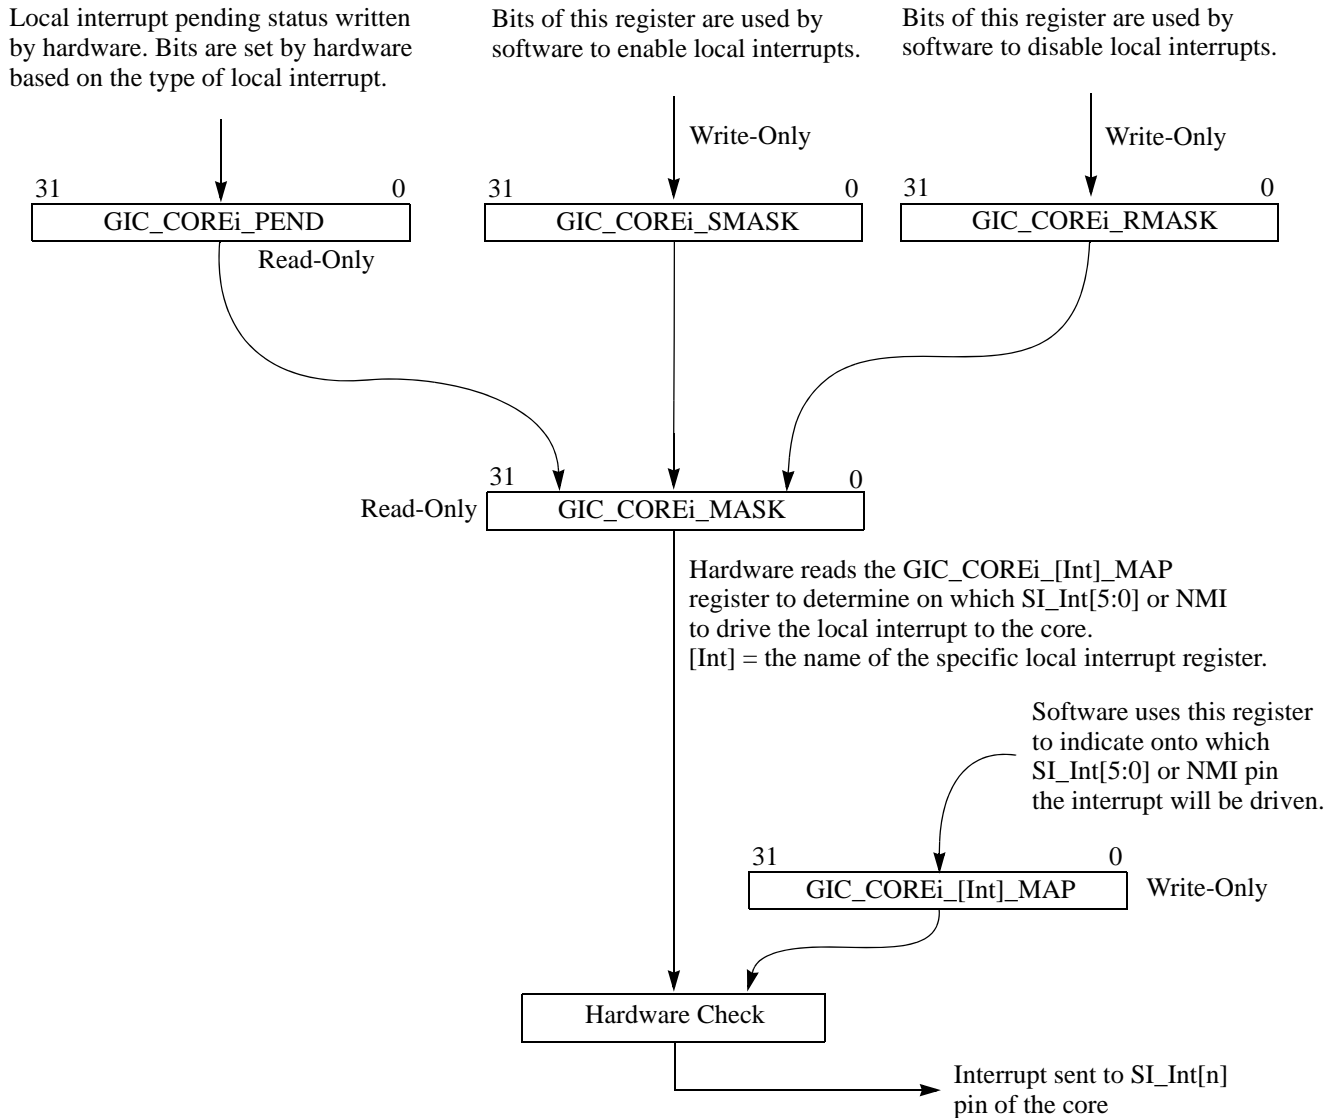 Local interrupt pending status written
by hardware. Bits are set by hardware
based on the type of local interrupt.
Bits of this register are used by
software to enable local interrupts.
Bits of this register are used by
software to disable local interrupts.
Write-Only
Write-Only
31 0
GIC_COREi_PEND
Read-Only
31 0
GIC_COREi_SMASK
31 0
GIC_COREi_RMASK
31 0
Read-Only
GIC_COREi_MASK
Hardware reads the GIC_COREi_[Int]_MAP
register to determine on which SI_Int[5:0] or NMI
to drive the local interrupt to the core.
[Int] = the name of the specific local interrupt register.
Software uses this register
to indicate onto which
SI_Int[5:0] or NMI pin
the interrupt will be driven.
31 0
GIC_COREi_[Int]_MAP
Write-Only
Hardware Check
Interrupt sent to SI_Int[n]
pin of the core